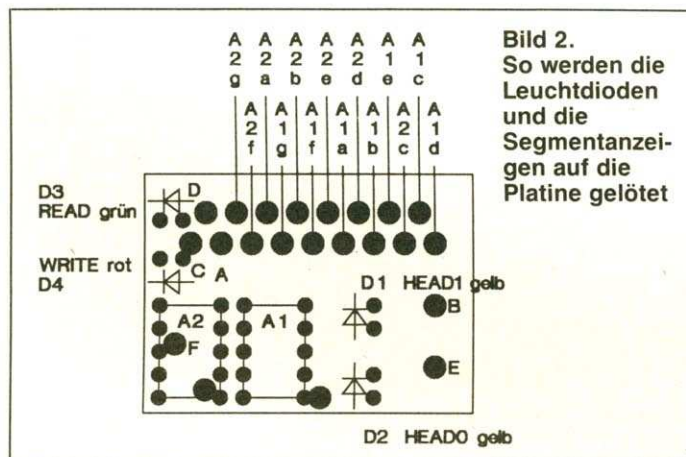 A A A A A A A
2 2 2 2 2 1 1
g a b e d e c
A A A A A A A
2 1 1 1 1 2 1
f g f a b c d
Bild 2.
So werden die
Leuchtdioden
und die
Segmentanzei-
gen auf die
Platine gelötet
D3
READ grün
D
WRITE rot
D4
C A
D1 HEAD1 gelb
B
A2 A1
F
E
D2 HEAD0 gelb